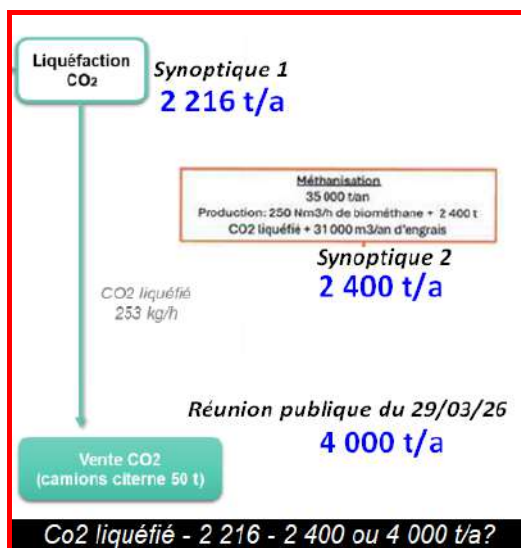 Liquéfaction
CO₂
Synoptique 1
2 216 t/a
Méthanisation
35 000 t/an
Production: 250 Nm3/h de biométhane + 2 400 t
CO2 liquéfié + 31 000 m3/an d'engrais
Synoptique 2
2 400 t/a
CO2 liquéfié
253 kg/h
Réunion publique du 29/03/26
4 000 t/a
Vente CO2
(camions citerne 50 t)
Co2 liquéfié - 2 216 - 2 400 ou 4 000 t/a?